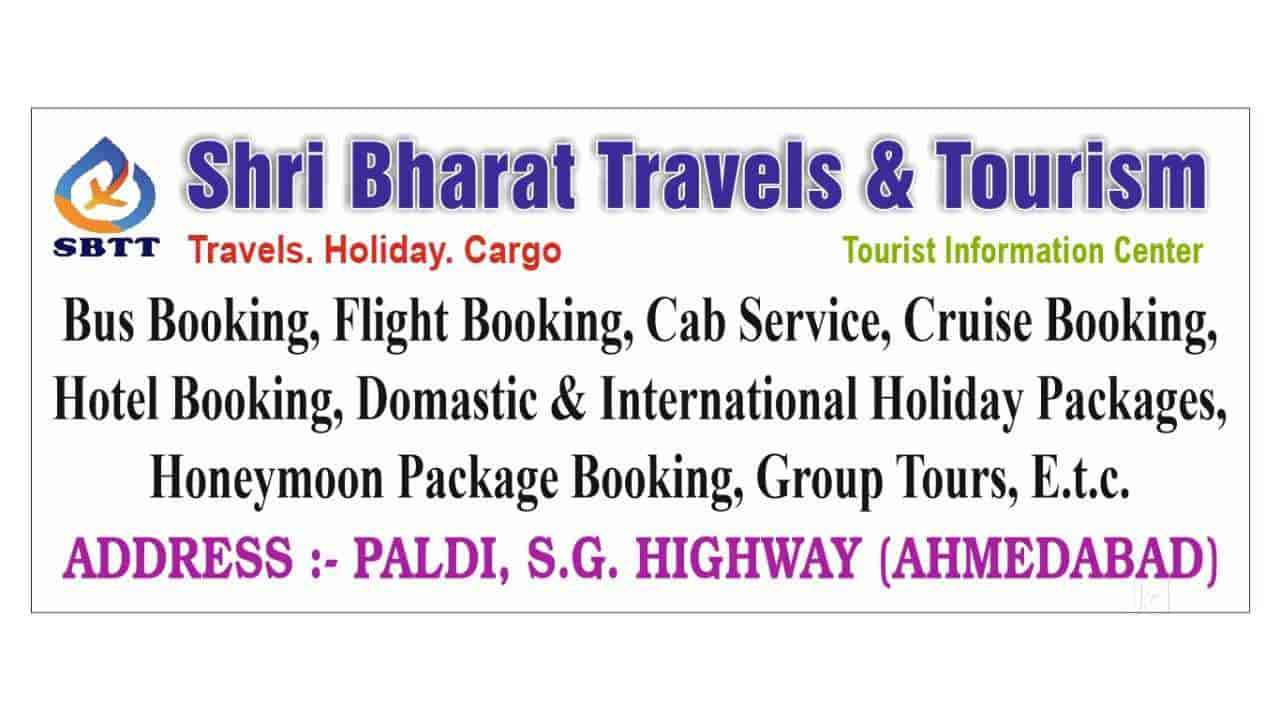 Shri Bharat Travels & Tourism
SBTT
Travels. Holiday. Cargo
Tourist Information Center
Bus Booking, Flight Booking, Cab Service, Cruise Booking,
Hotel Booking, Domastic & International Holiday Packages,
Honeymoon Package Booking, Group Tours, E.t.c.
ADDRESS :- PALDI, S.G. HIGHWAY (AHMEDABAD)